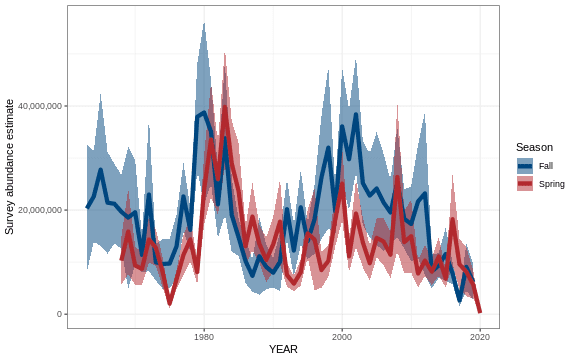 Survey abundance estimate
40,000,000
20,000,000
0
1980
2000
2020
YEAR
Season
Fall
Spring